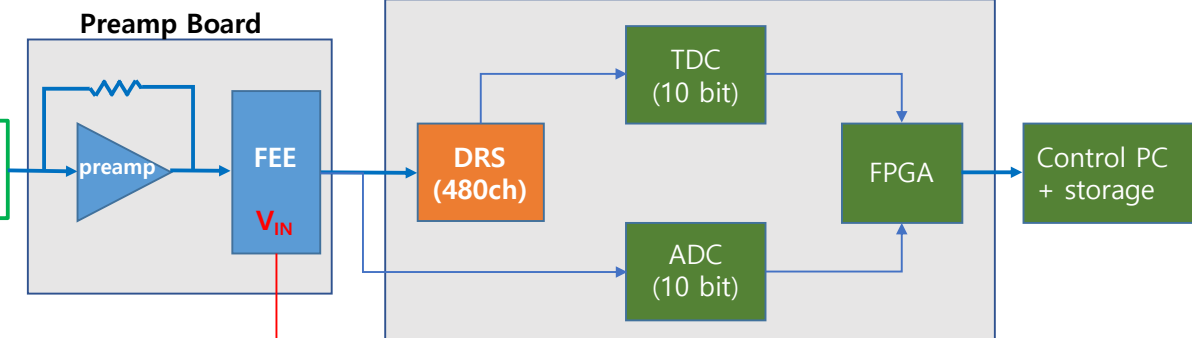 Preamp Board
preamp
FEE
VIN
DRS
(480ch)
TDC
(10 bit)
ADC
(10 bit)
FPGA
Control PC
+ storage